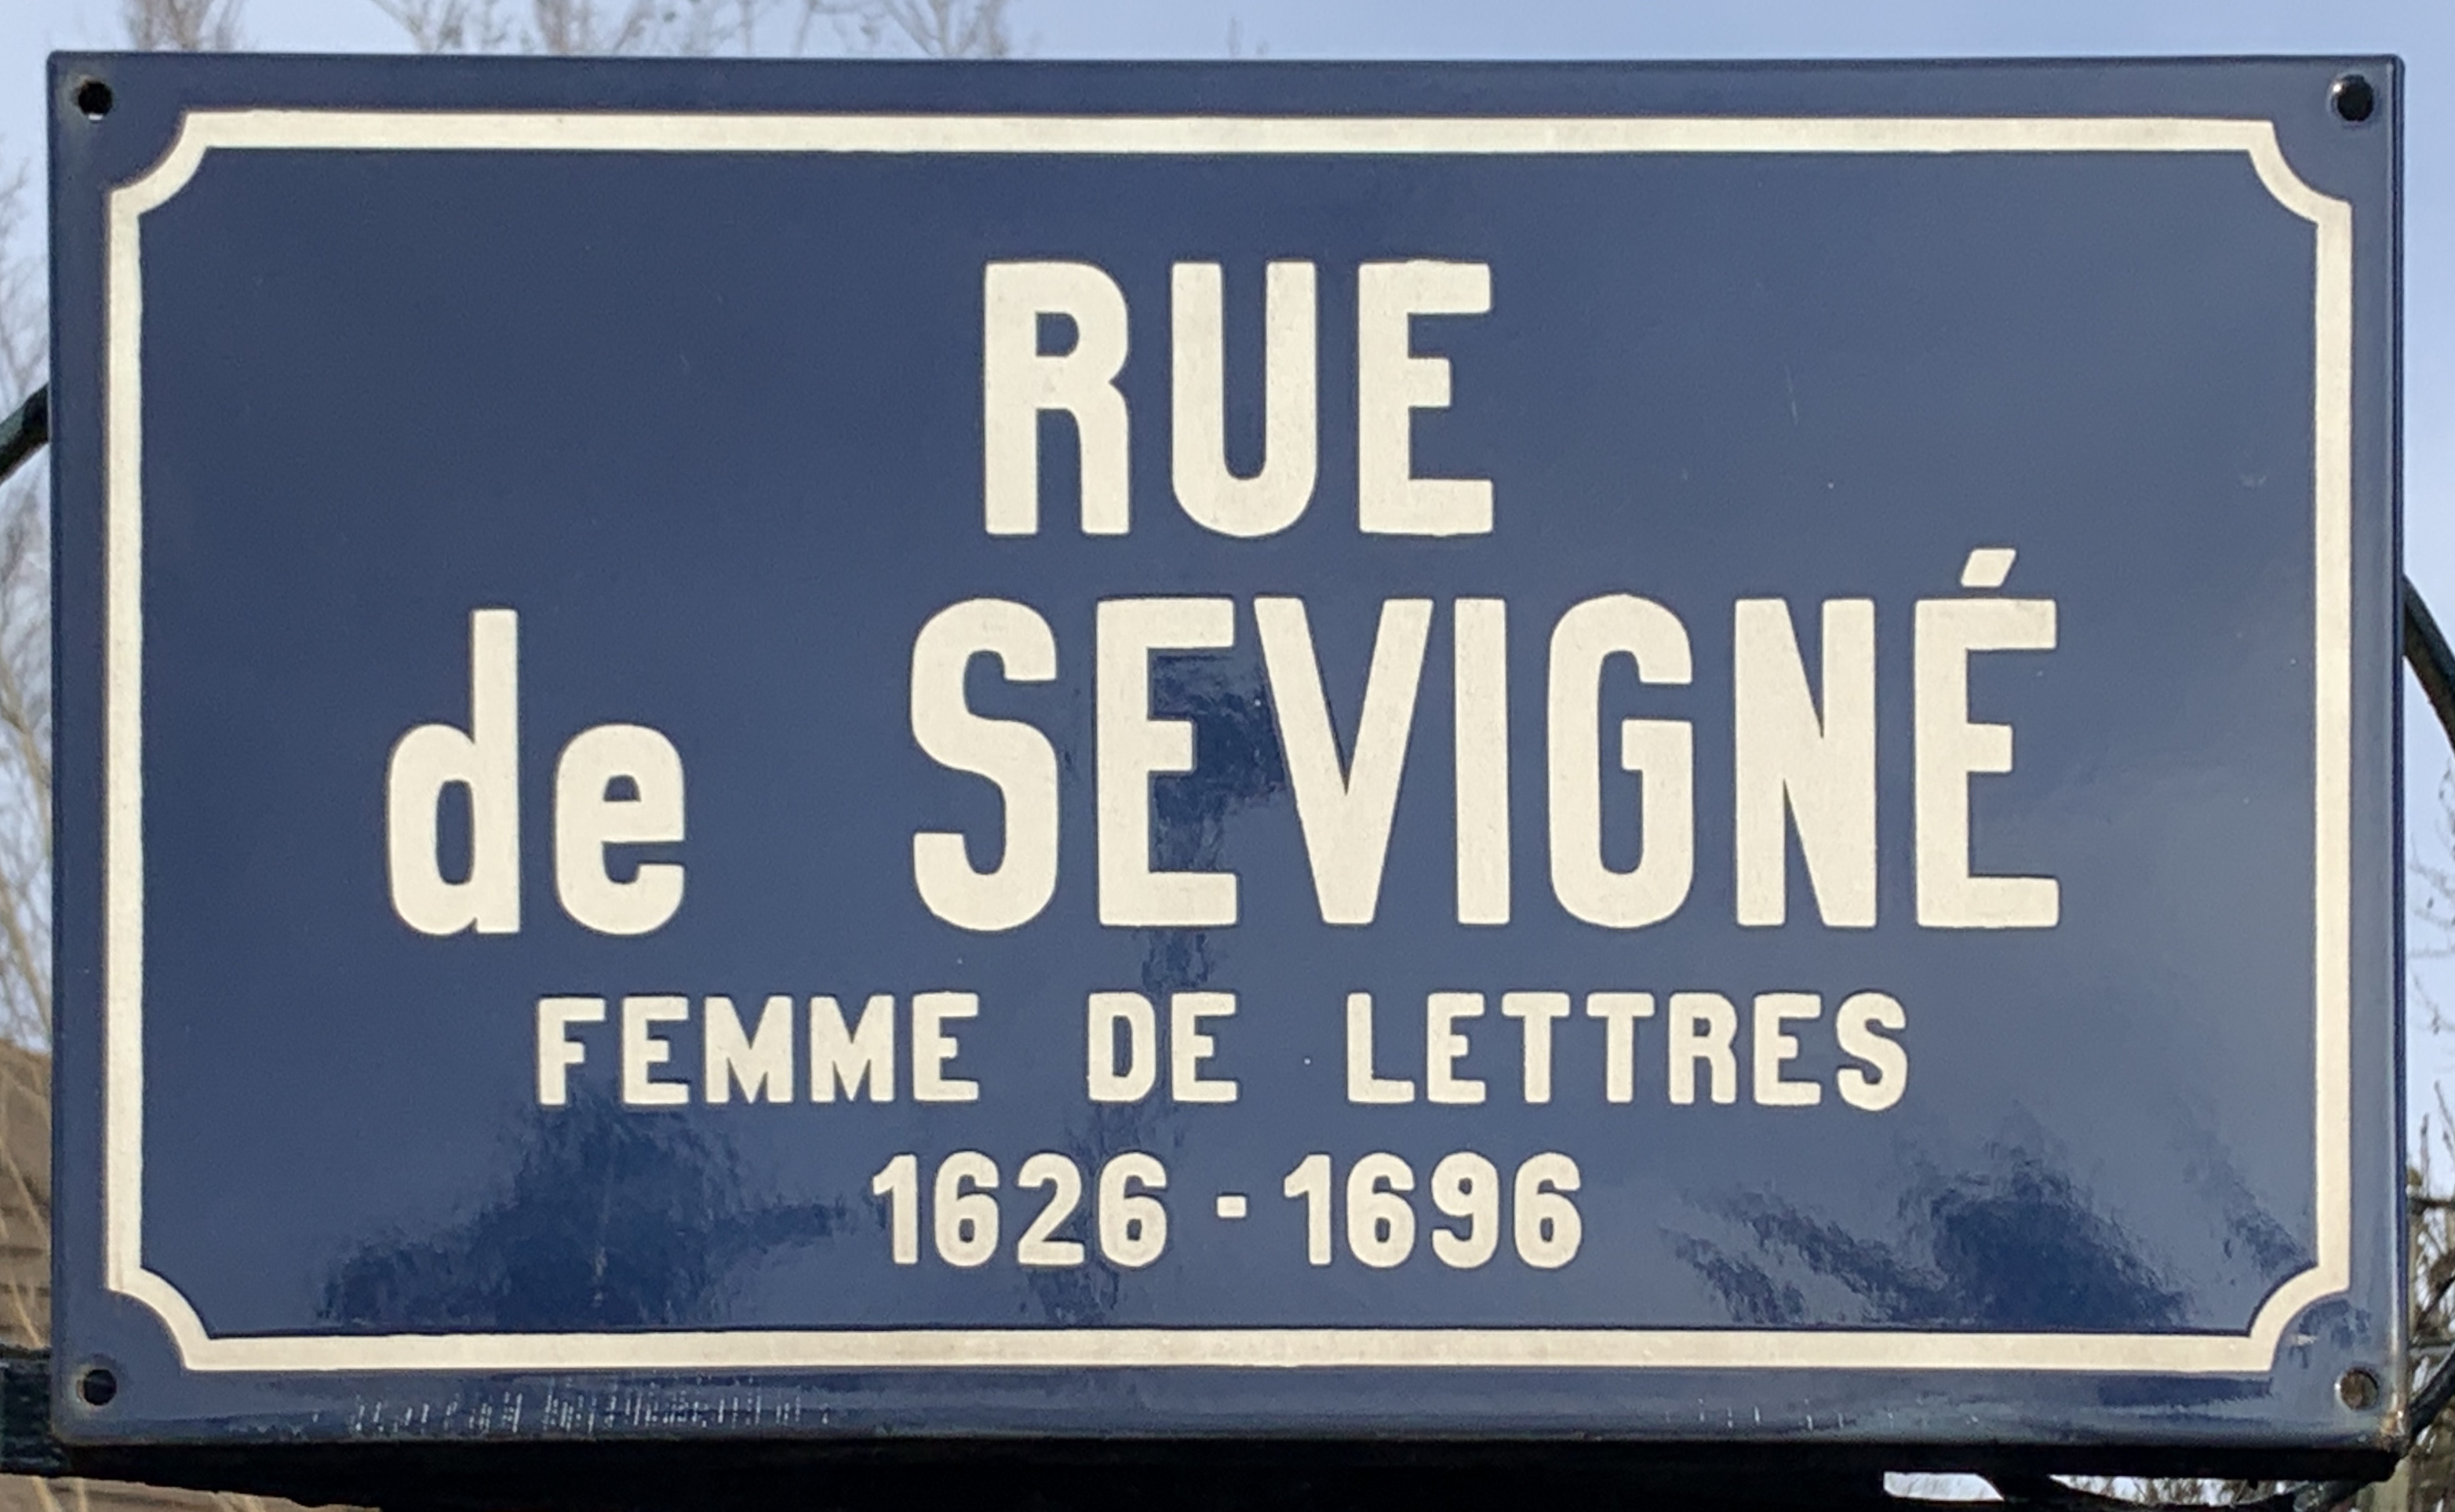 RUE
de SEVIGNÉ
FEMME DE LETTRES
1626 - 1696